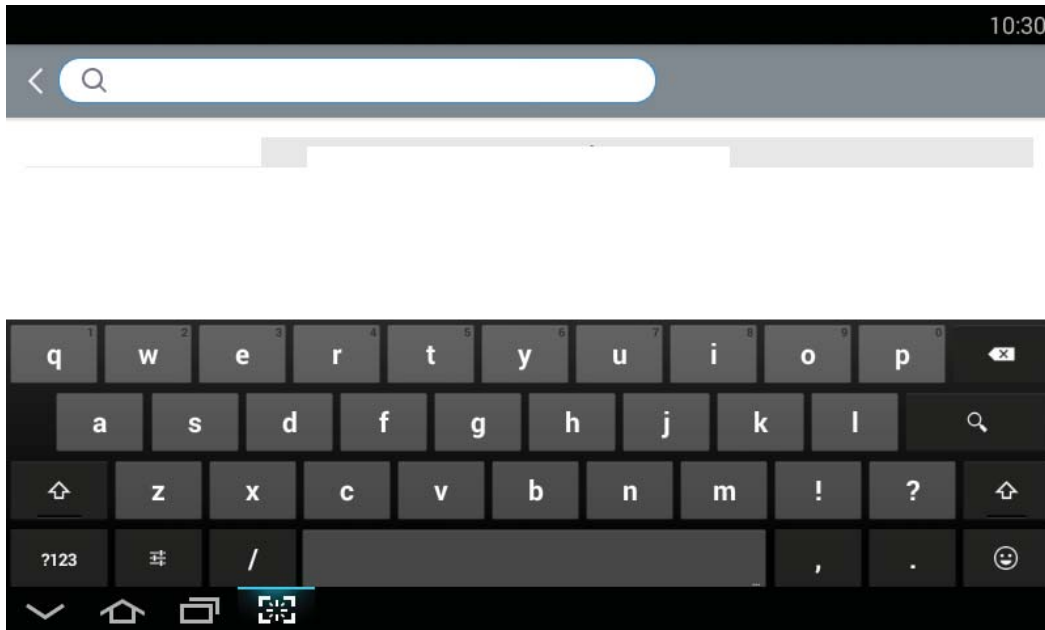 10:30
1 2 3 4 5 6 7 8 9 0
q w e r t y u i o p
a s d f g h j k l
z x c v b n m ! ?
?123 / , .